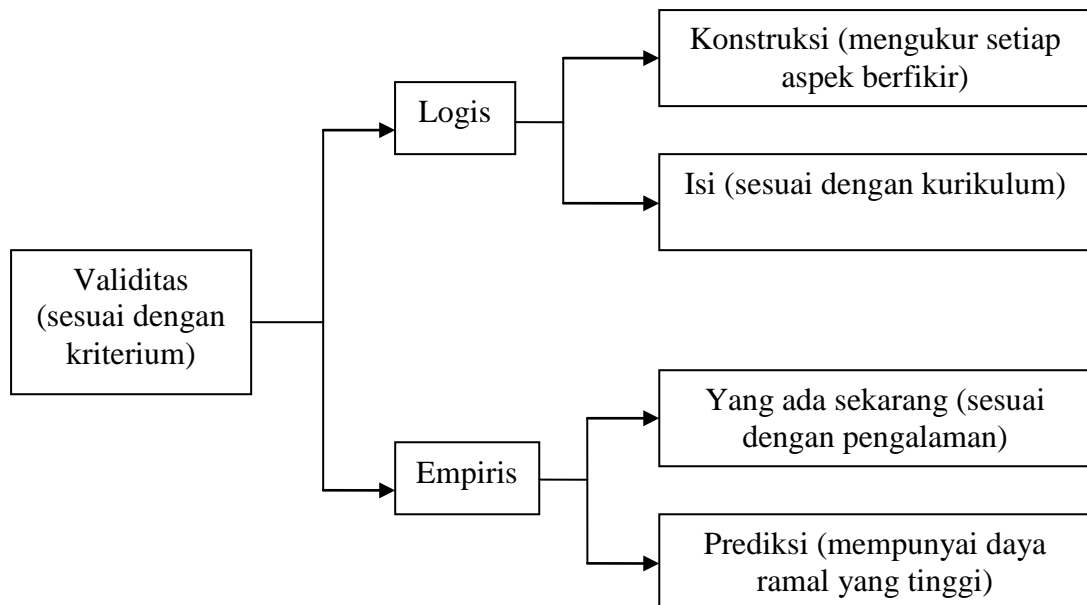 Konstruksi (mengukur setiap
aspek berfikir)
Logis
Isi (sesuai dengan kurikulum)
Validitas
(sesuai dengan
kriterium)
Yang ada sekarang (sesuai
dengan pengalaman)
Empiris
Prediksi (mempunyai daya
ramal yang tinggi)